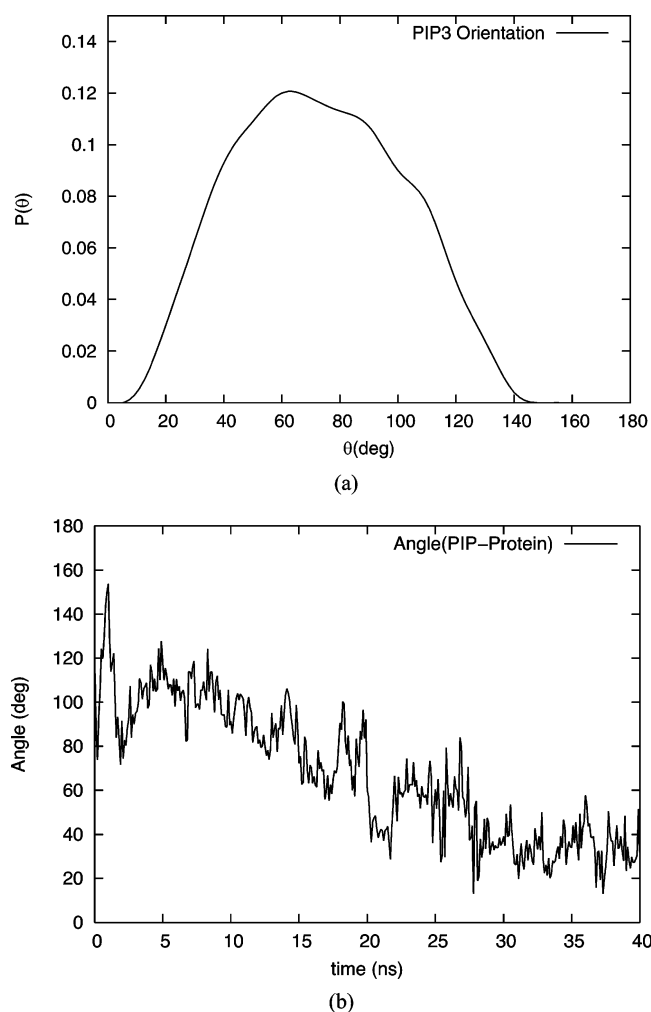 0.14
PIP3 Orientation
0.12
0.1
0.08
P(θ)
0.06
0.04
0.02
0
0 20 40 60 80 100 120 140 160 180
θ(deg)
(a)
180
Angle(PIP−Protein)
160
140
120
100
Angle (deg)
80
60
40
20
0
0 5 10 15 20 25 30 35 40
time (ns)
(b)